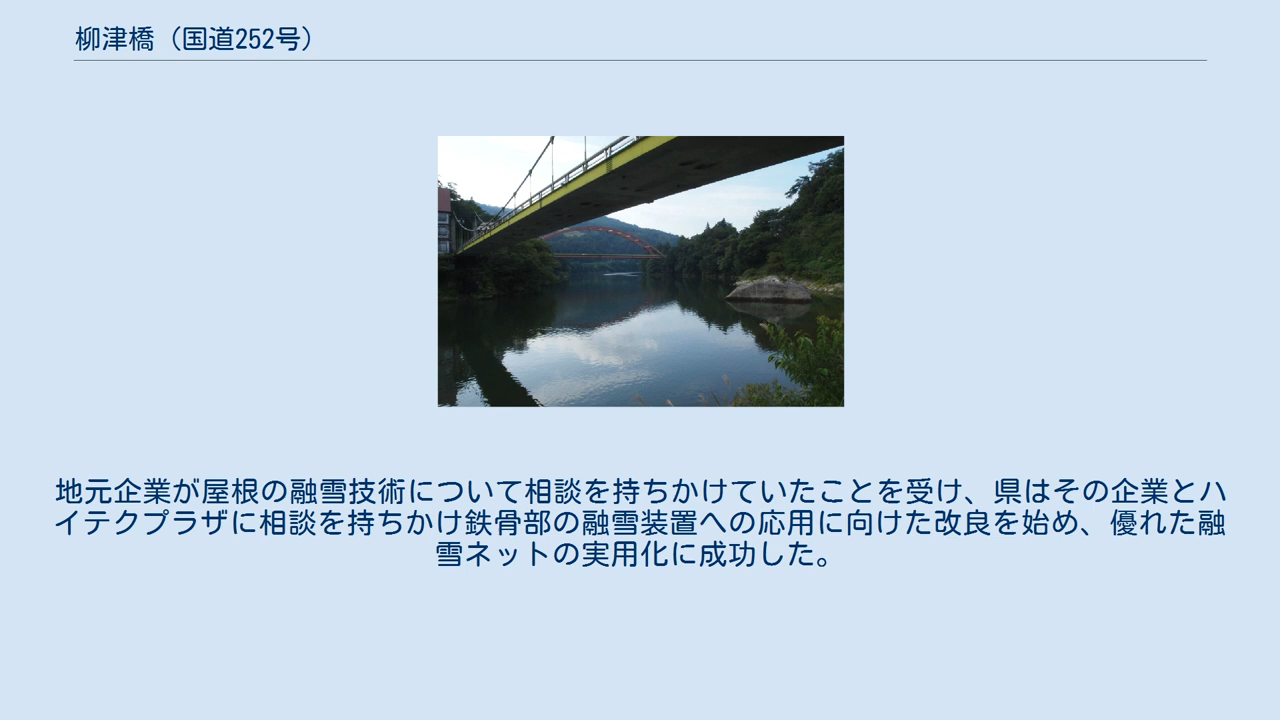 柳津橋（国道252号）
地元企業が屋根の融雪技術について相談を持ちかけていたことを受け、県はその企業とハ
イテクプラザに相談を持ちかけ鉄骨部の融雪装置への応用に向けた改良を始め、優れた融
雪ネットの実用化に成功した。